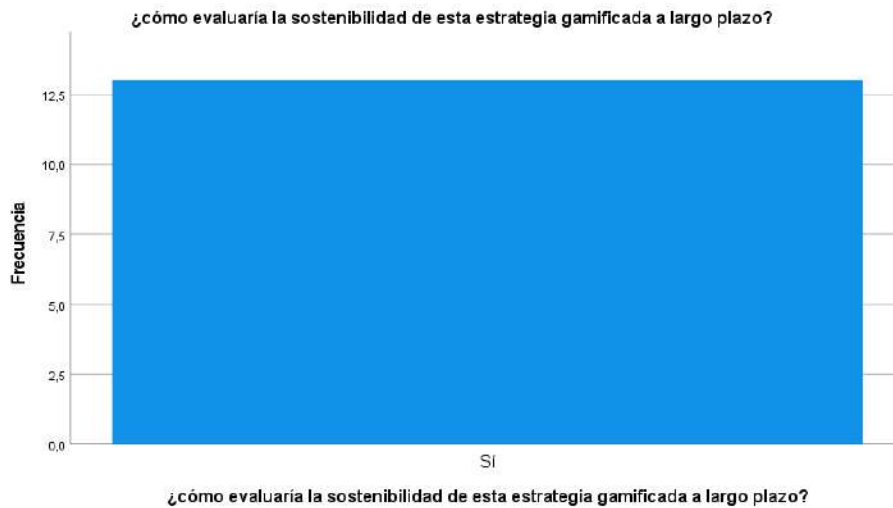 ¿cómo evaluaría la sostenibilidad de esta estrategia gamificada a largo plazo?
12,5
10,0
7,5
5,0
2,5
0,0
Frecuencia
Sí
¿cómo evaluaría la sostenibilidad de esta estrategia gamificada a largo plazo?